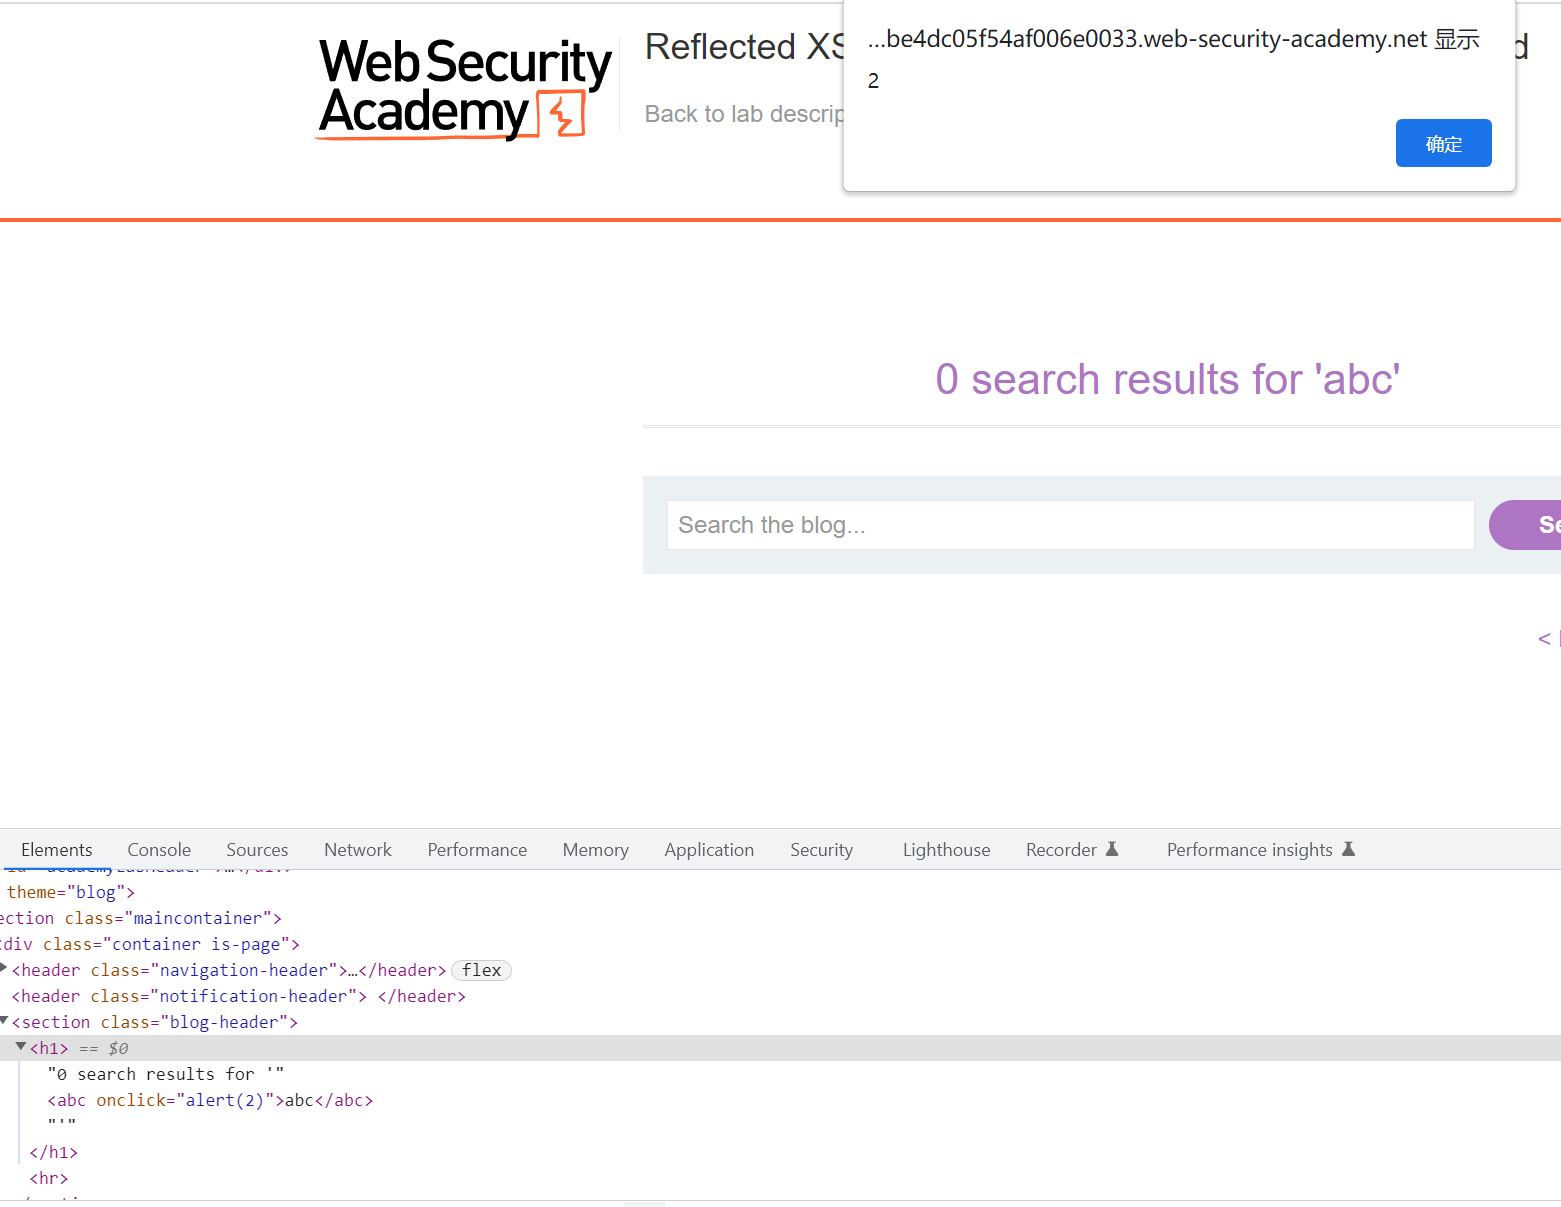 Web Security
Academy
Reflected XS
d
Back to lab descrip
...be4dc05f54af006e0033.web-security-academy.net 显示
2
确定
0 search results for 'abc'
Search the blog...
Se
<
Elements Console Sources Network Performance Memory Application Security Lighthouse Recorder Performance insights
theme="blog">
ection class="maincontainer">
div class="container is-page">
<header class="navigation-header">…</header> flex
<header class="notification-header"> </header>
<section class="blog-header">
<h1> == $0
"0 search results for '"
<abc onclick="alert(2)">abc</abc>
"'"
</h1>
<hr>